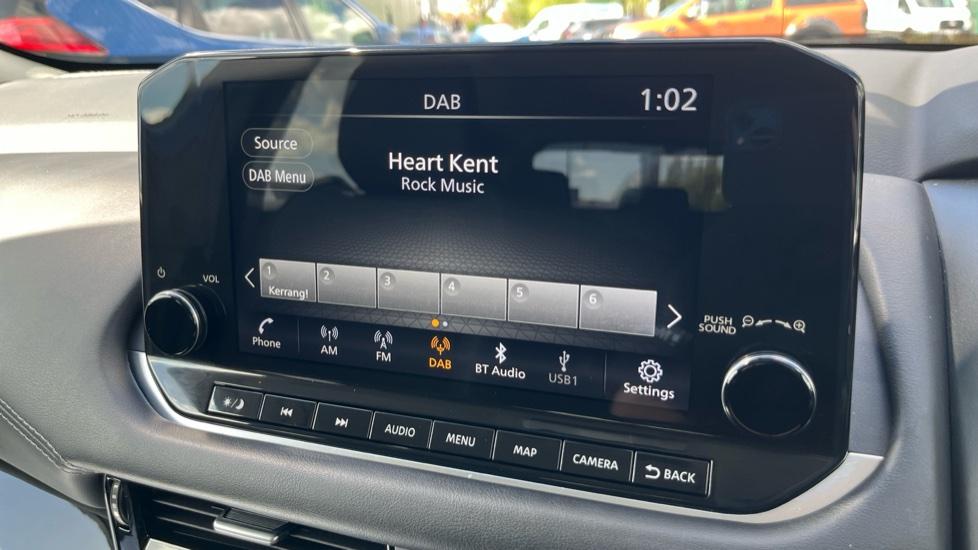 DAB
1:02
Source
DAB Menu
Heart Kent
Rock Music
1
Kerrang!
2
3
4
5
6
VOL
PUSH
SOUND
Phone
AM
FM
DAB
BT Audio
USB1
Settings
AUDIO
MENU
MAP
CAMERA
BACK